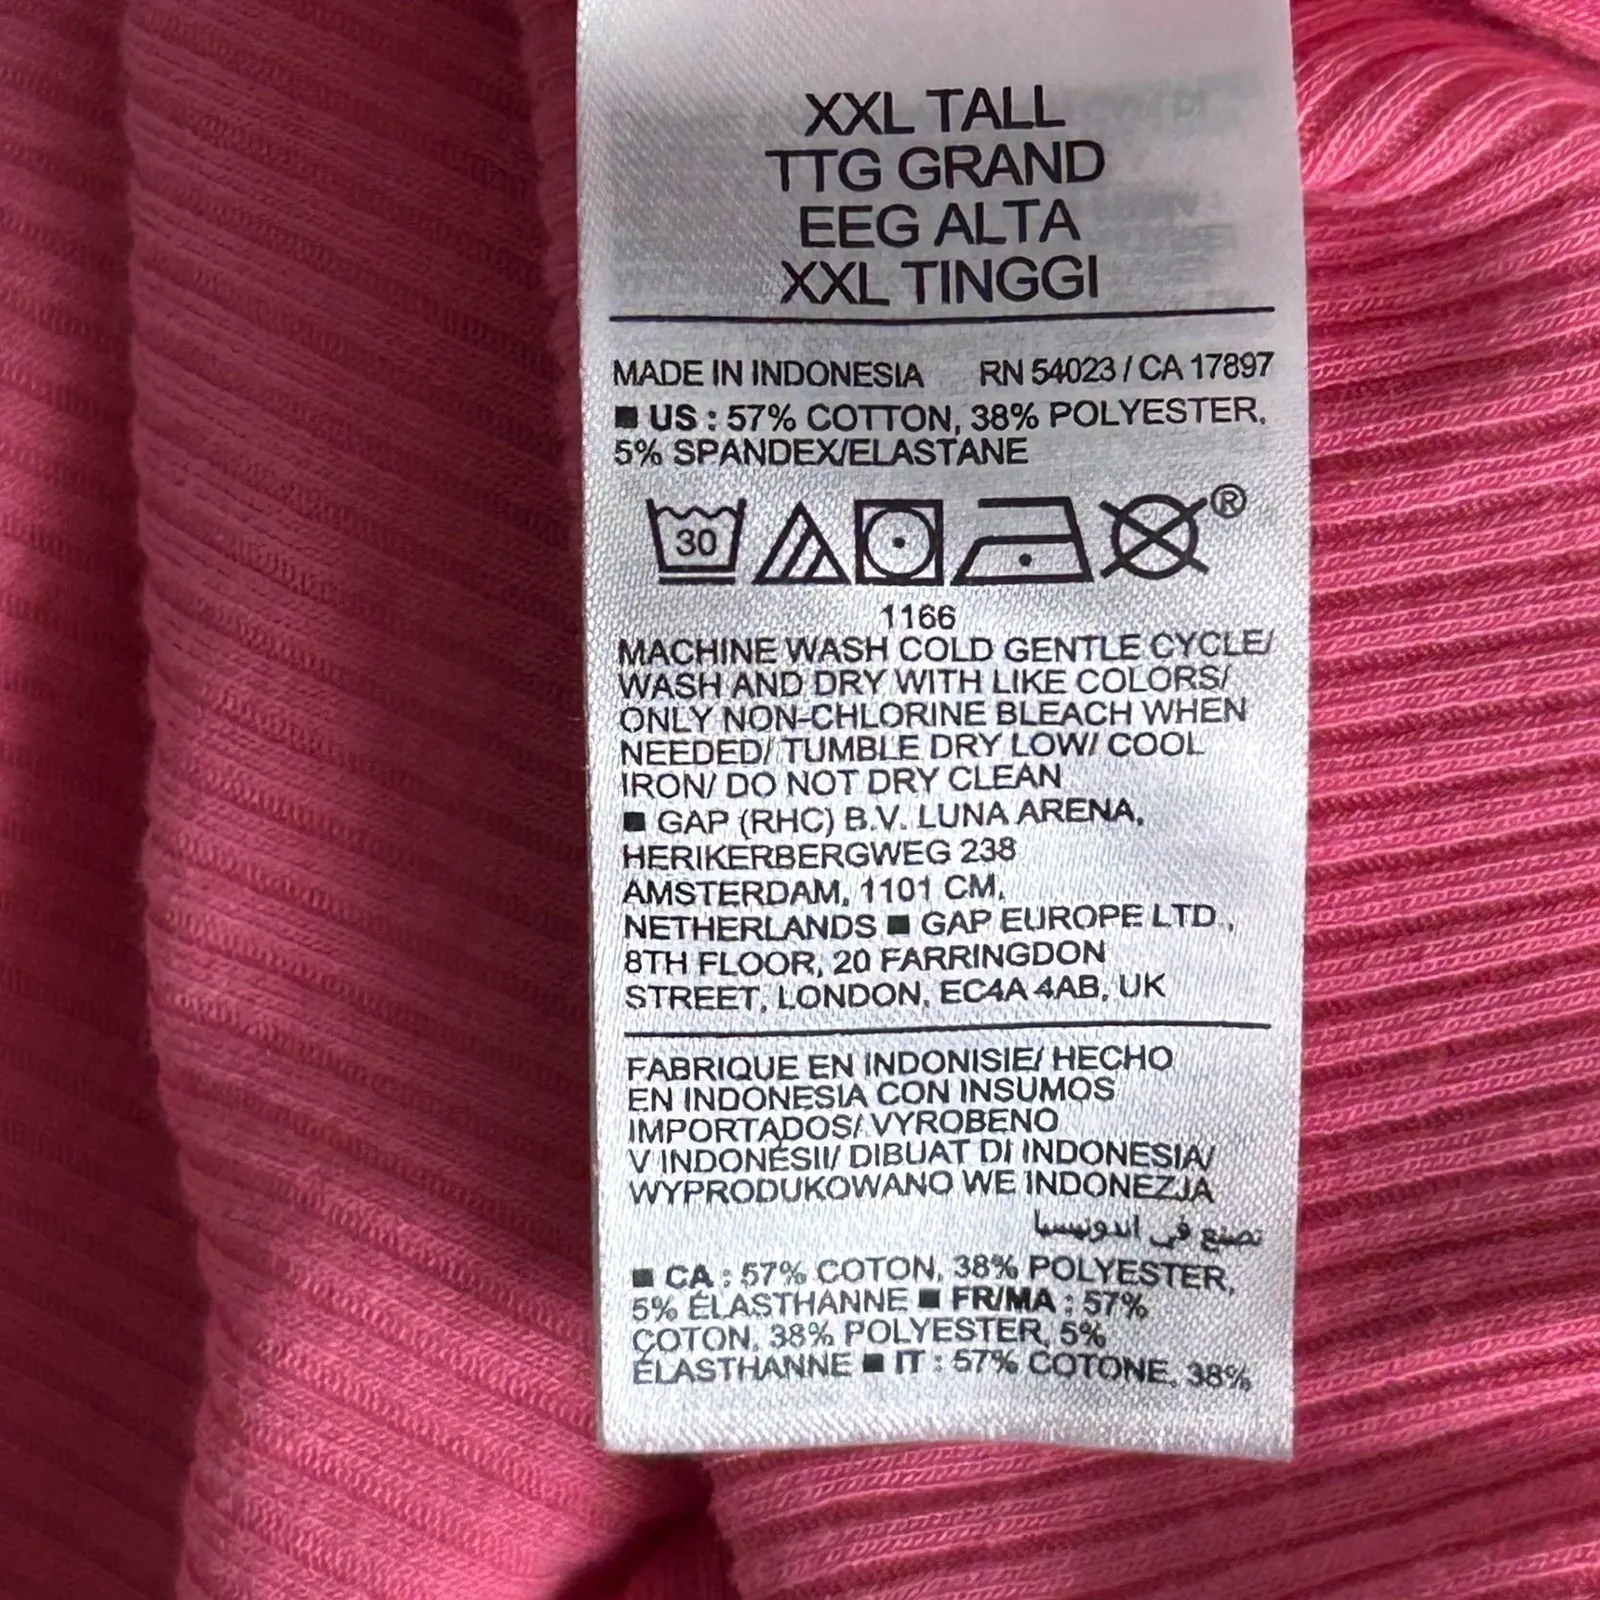 XXL TALL
TTG GRAND
EEG ALTA
XXL TINGGI
MADE IN INDONESIA RN 54023 / CA 17897
■ US : 57% COTTON, 38% POLYESTER,
5% SPANDEX/ELASTANE
30 ®
1166
MACHINE WASH COLD GENTLE CYCLE/
WASH AND DRY WITH LIKE COLORS/
ONLY NON-CHLORINE BLEACH WHEN
NEEDED/ TUMBLE DRY LOW/ COOL
IRON/ DO NOT DRY CLEAN
■ GAP (RHC) B.V. LUNA ARENA,
HERIKERBERGWEG 238
AMSTERDAM, 1101 CM,
NETHERLANDS ■ GAP EUROPE LTD.,
8TH FLOOR, 20 FARRINGDON
STREET, LONDON, EC4A 4AB, UK
FABRIQUE EN INDONISIE/ HECHO
EN INDONESIA CON INSUMOS
IMPORTADOS/ VYROBENO
V INDONÉSII/ DIBUAT DI INDONESIA/
WYPRODUKOWANO WE INDONEZJA
تصنع في اندونيسيا
■ CA : 57% COTON, 38% POLYESTER,
5% ÉLASTHANNE ■ FR/MA : 57%
COTON, 38% POLYESTER, 5%
ÉLASTHANNE ■ IT : 57% COTONE, 38%